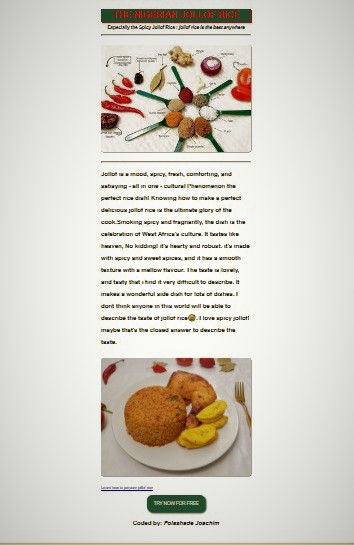 THE NIGERIAN JOLLOF RICE
Especially the Spicy Jollof Rice : jollof rice is the best anywhere
Jollof is a mood, spicy, fresh, comforting, and
satisying - all in one - cultural Phenomenon the
perfect rice dish! Knowing how to make a perfect
delicious jollof rice is the ultimate glory of the
cook.Smoking spicy and fragrantly, the dish is the
celebration of West Africa's culture. It tastes like
heaven, No kidding! it's hearty and robust. it's made
with spicy and sweet spices, and it has a smooth
texture with a mellow flavour. The taste is lovely,
and tasty that i find it very difficult to describe. It
makes a wonderful side dish for lots of dishes. I
dont think anyone in this world will be able to
describe the taste of jollof rice😜. I love spicy jollof!
maybe that's the closed answer to describe the
taste.
Learn how to prepare jollof rice
TRY NOW FOR FREE
Coded by: Folashade Joachim